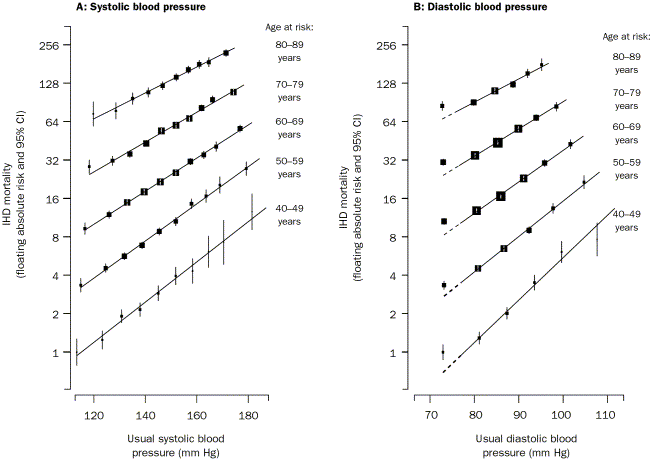 A: Systolic blood pressure
Age at risk:
80–89
years
70–79
years
60–69
years
50–59
years
40–49
years
256
128
64
32
16
8
4
2
1
IHD mortality
(floating absolute risk and 95% CI)
120
140
160
180
Usual systolic blood
pressure (mm Hg)
B: Diastolic blood pressure
Age at risk:
80–89
years
70–79
years
60–69
years
50–59
years
40–49
years
256
128
64
32
16
8
4
2
1
IHD mortality
(floating absolute risk and 95% CI)
70
80
90
100
110
Usual diastolic blood
pressure (mm Hg)